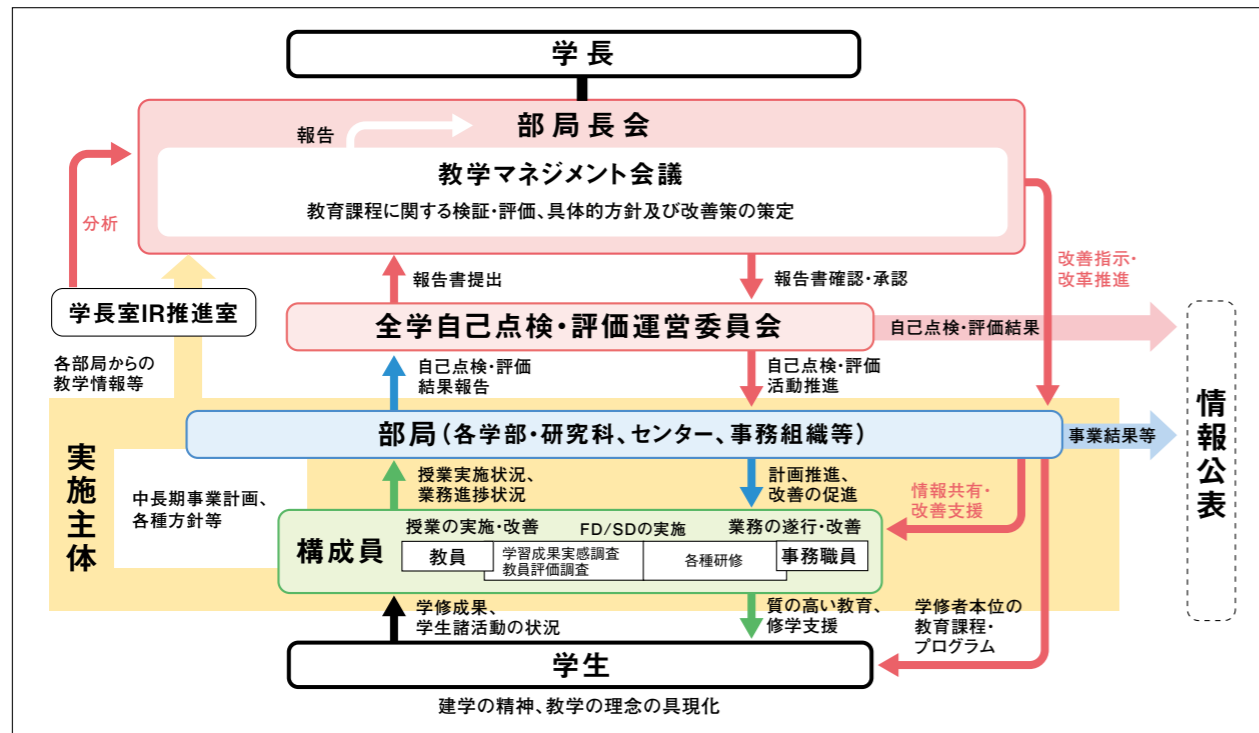 学長
部局長会
報告
教学マネジメント会議
教育課程に関する検証・評価、具体的方針及び改善策の策定
分析
報告書提出
報告書確認・承認
改善指示・
改革推進
学長室IR推進室
全学自己点検・評価運営委員会
自己点検・評価結果
各部局からの
教学情報等
自己点検・評価
結果報告
自己点検・評価
活動推進
情報公表
部局（各学部・研究科、センター、事務組織等）
事業結果等
実施主体
中長期事業計画、
各種方針等
授業実施状況、
業務進捗状況
計画推進、
改善の促進
情報共有・
改善支援
構成員
授業の実施・改善
FD/SDの実施
業務の遂行・改善
教員
学習成果実感調査
教員評価調査
各種研修
事務職員
学修成果、
学生諸活動の状況
質の高い教育、
修学支援
学修者本位の
教育課程・
プログラム
学生
建学の精神、教学の理念の具現化